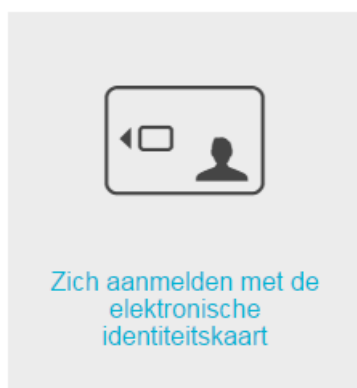 Zich aanmelden met de
elektronische
identiteitskaart